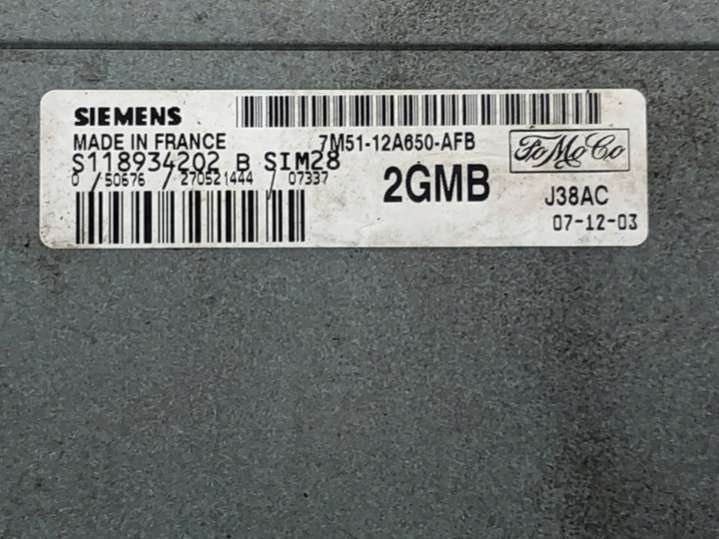 SIEMENS
MADE IN FRANCE
7M51-12A650-AFB
FoMoCo
S118934202 B SIM28
0 /50676 /270521444 / 07337
2GMB
J38AC
07-12-03